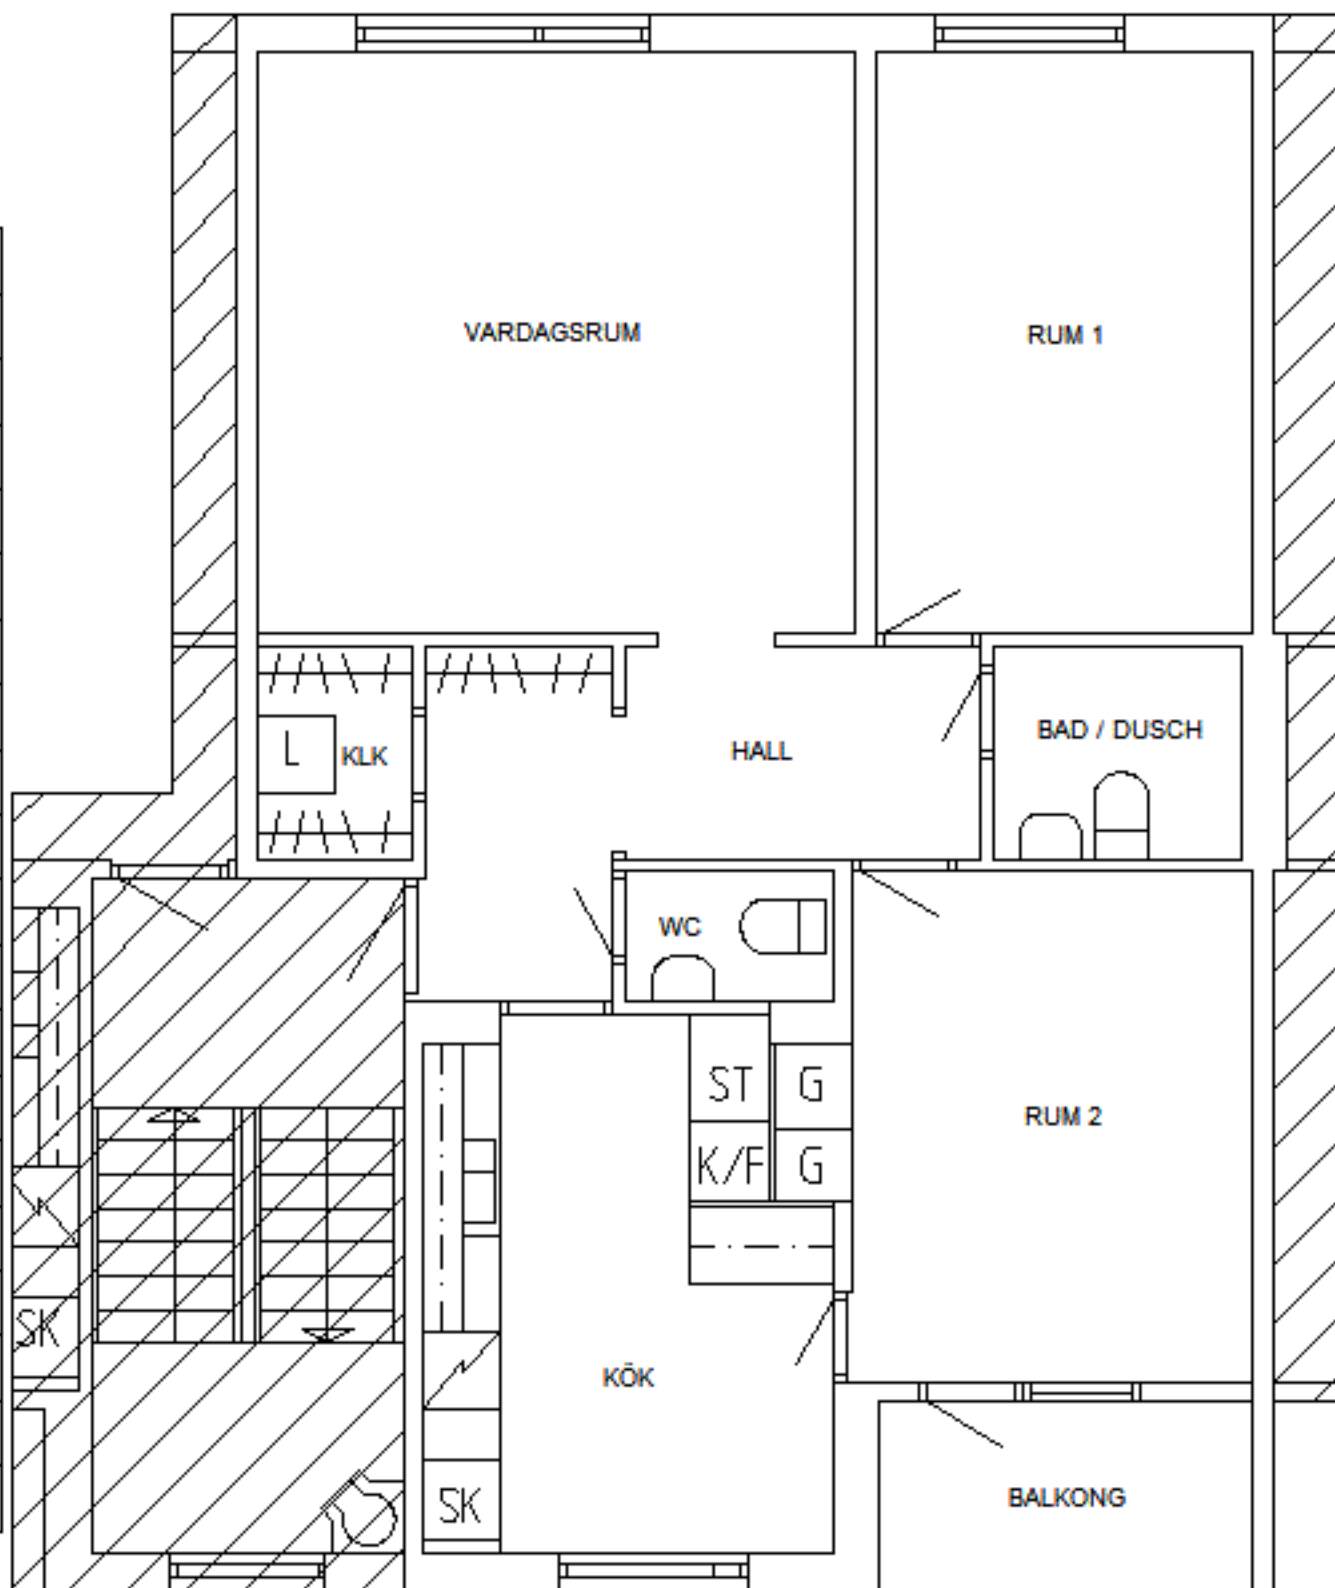 VARDAGSRUM
RUM 1
L
KLK
HALL
BAD / DUSCH
WC
ST
G
K/F
G
RUM 2
SK
KÖK
SK
BALKONG